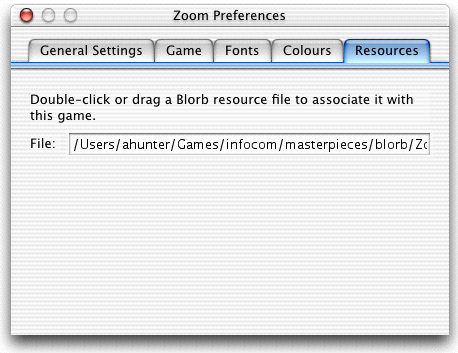 Zoom Preferences
General Settings Game Fonts Colours Resources
Double-click or drag a Blorb resource file to associate it with
this game.
File: /Users/ahunter/Games/infocom/masterpieces/blorb/Zo